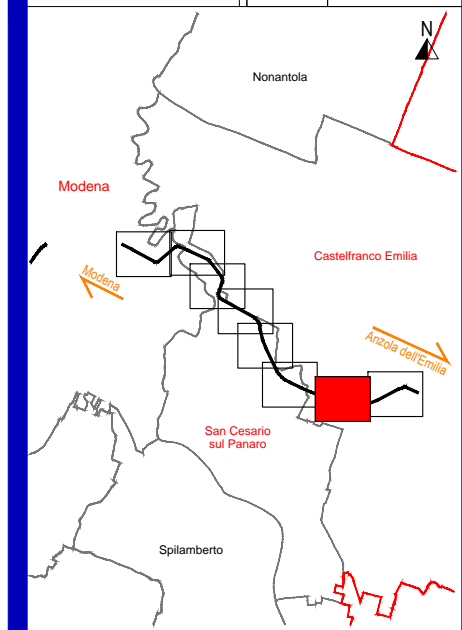 N
Nonantola
Modena
Castelfranco Emilia
Modena
Anzola dell'Emilia
San Cesario
sul Panaro
Spilamberto